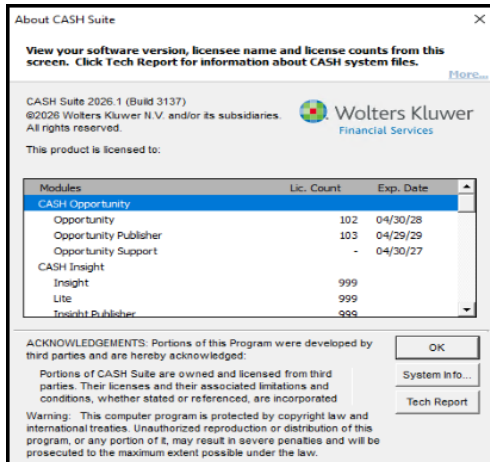 About CASH Suite
View your software version, licensee name and license counts from this
screen. Click Tech Report for information about CASH system files.
More...
CASH Suite 2026.1 (Build 3137)
©2026 Wolters Kluwer N.V. and/or its subsidiaries.
All rights reserved.
Wolters Kluwer
Financial Services
This product is licensed to:
Modules Lic. Count Exp. Date
CASH Opportunity
Opportunity 102 04/30/28
Opportunity Publisher 103 04/29/29
Opportunity Support - 04/30/27
CASH Insight
Insight 999
Lite 999
Insight Publisher 999
ACKNOWLEDGEMENTS: Portions of this Program were developed by
third parties and are hereby acknowledged:
Portions of CASH Suite are owned and licensed from third
parties. Their licenses and their associated limitations and
conditions, whether stated or referenced, are incorporated
Warning: This computer program is protected by copyright law and
international treaties. Unauthorized reproduction or distribution of this
program, or any portion of it, may result in severe penalties and will be
prosecuted to the maximum extent possible under the law.
OK
System Info...
Tech Report